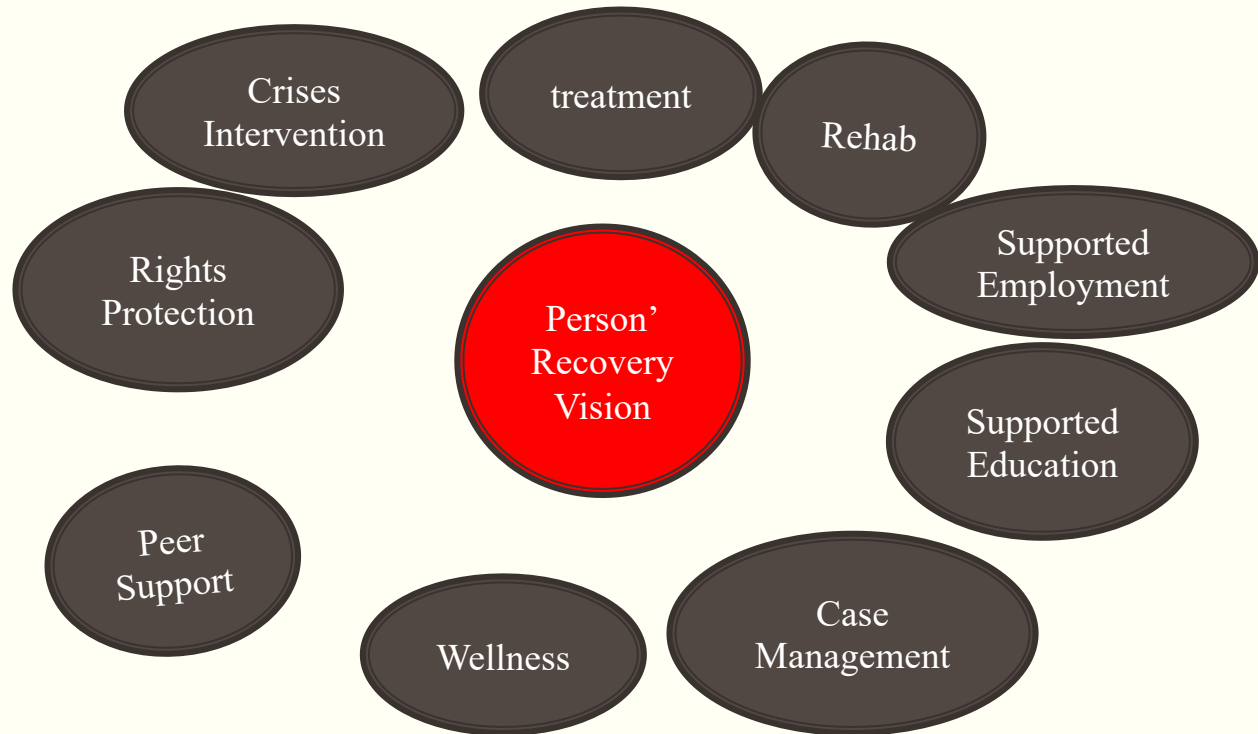 Crises
Intervention
treatment
Rehab
Supported
Employment
Rights
Protection
Person’
Recovery
Vision
Supported
Education
Peer
Support
Case
Management
Wellness